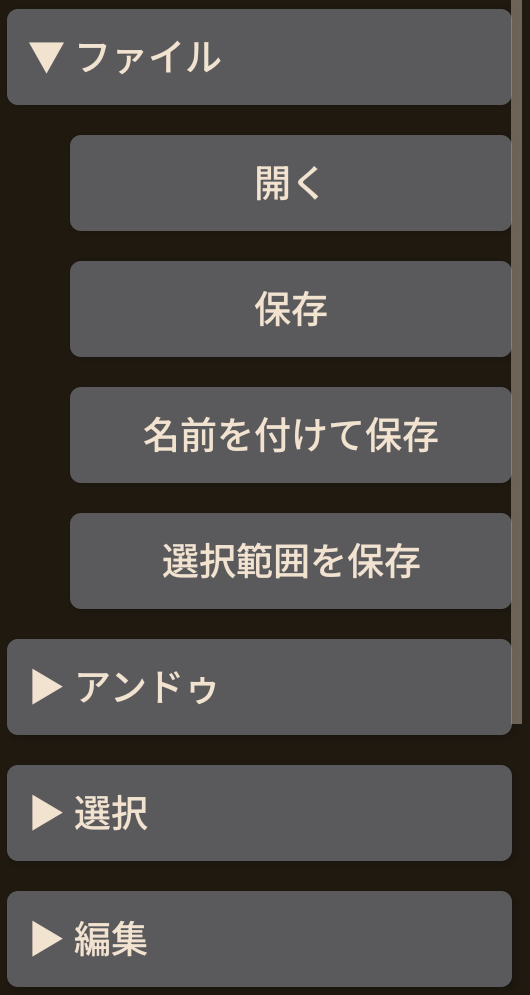 ▼ ファイル
開く
保存
名前を付けて保存
選択範囲を保存
▶ アンドゥ
▶ 選択
▶ 編集